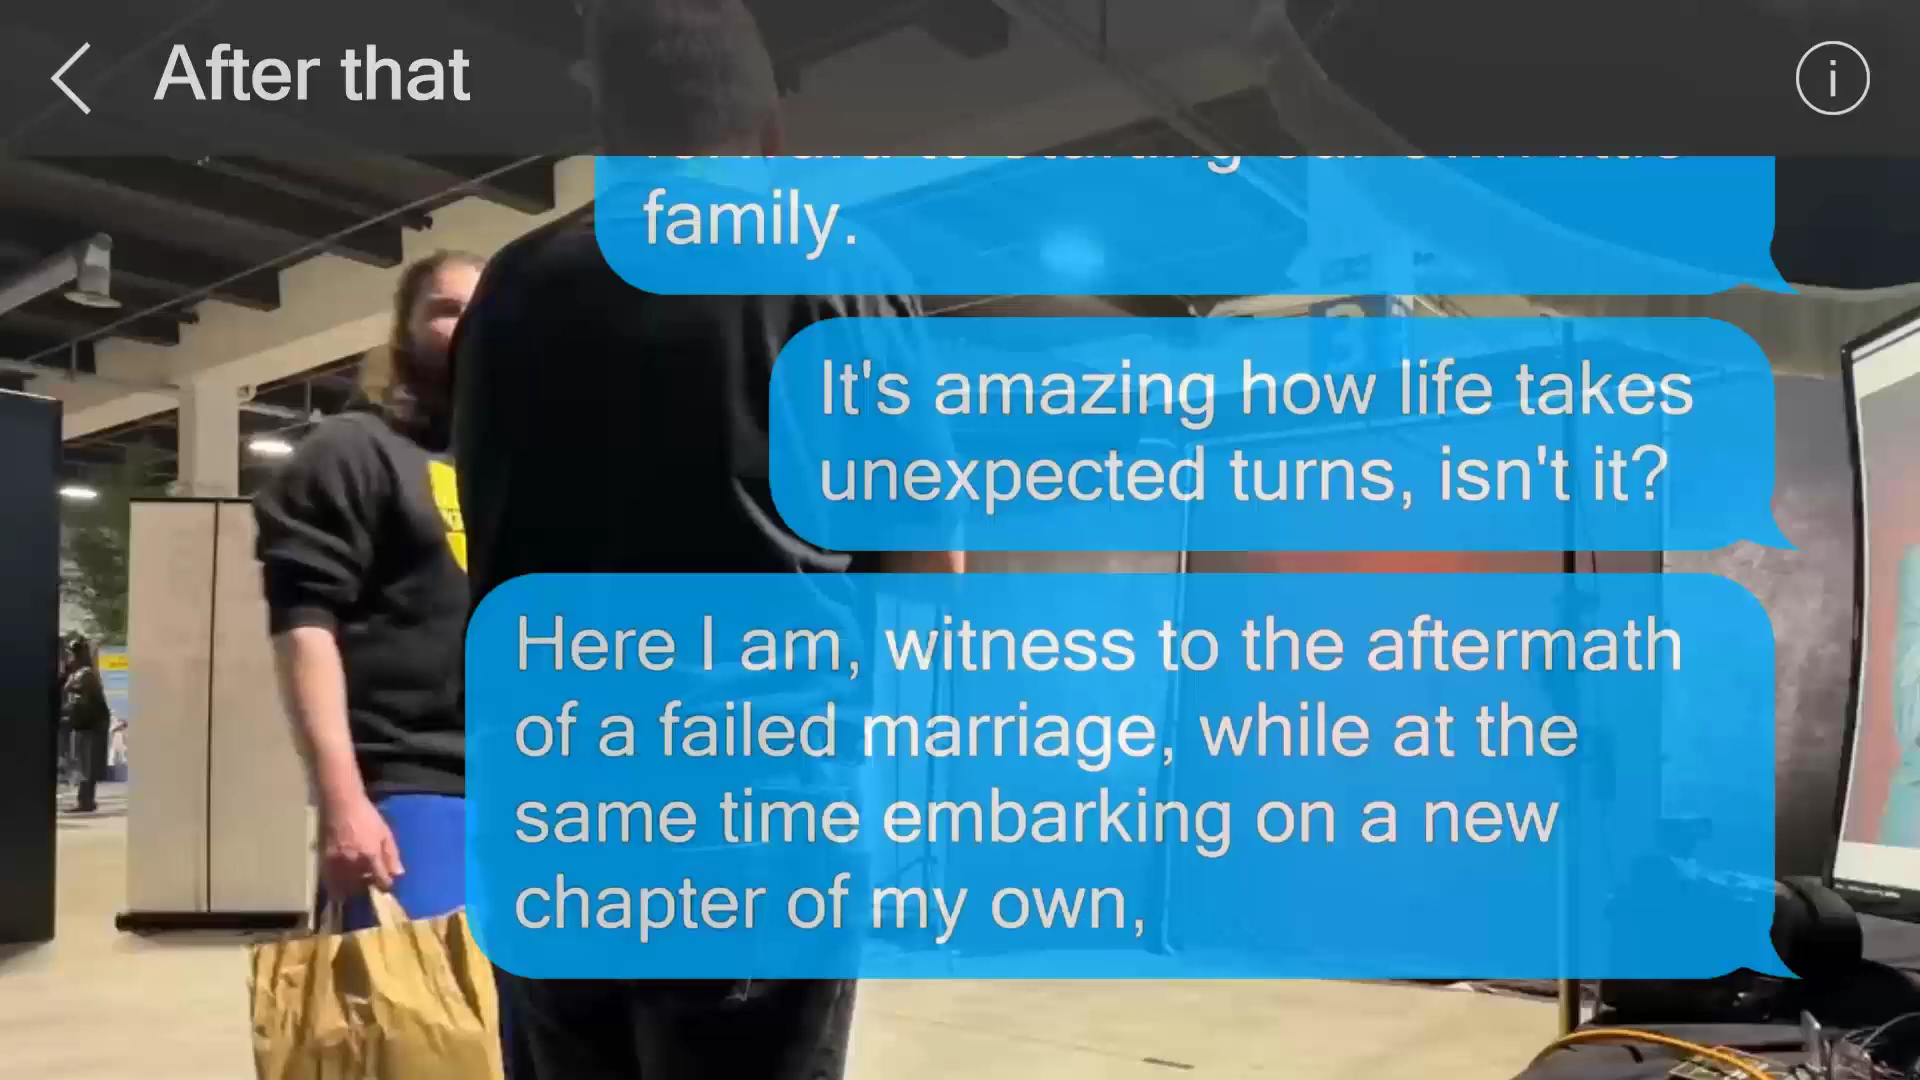 After that
family.
It's amazing how life takes
unexpected turns, isn't it?
Here I am, witness to the aftermath
of a failed marriage, while at the
same time embarking on a new
chapter of my own,
3